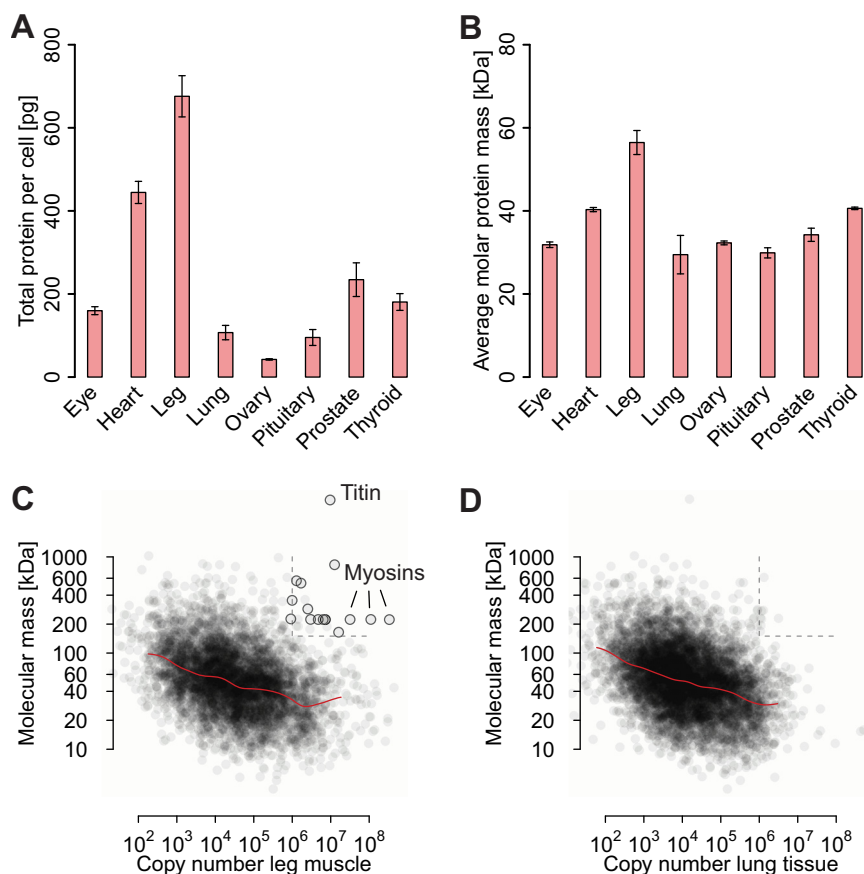 A
Total protein per cell [pg]
800
600
400
200
0
Eye
Heart
Leg
Lung
Ovary
Pituitary
Prostate
Thyroid
B
Average molar protein mass [kDa]
80
60
40
20
0
Eye
Heart
Leg
Lung
Ovary
Pituitary
Prostate
Thyroid
C
Titin
Myosins
Molecular mass [kDa]
1000
600
400
200
100
60
40
20
10
10² 10³ 10⁴ 10⁵ 10⁶ 10⁷ 10⁸
Copy number leg muscle
D
Molecular mass [kDa]
1000
600
400
200
100
60
40
20
10
10² 10³ 10⁴ 10⁵ 10⁶ 10⁷ 10⁸
Copy number lung tissue